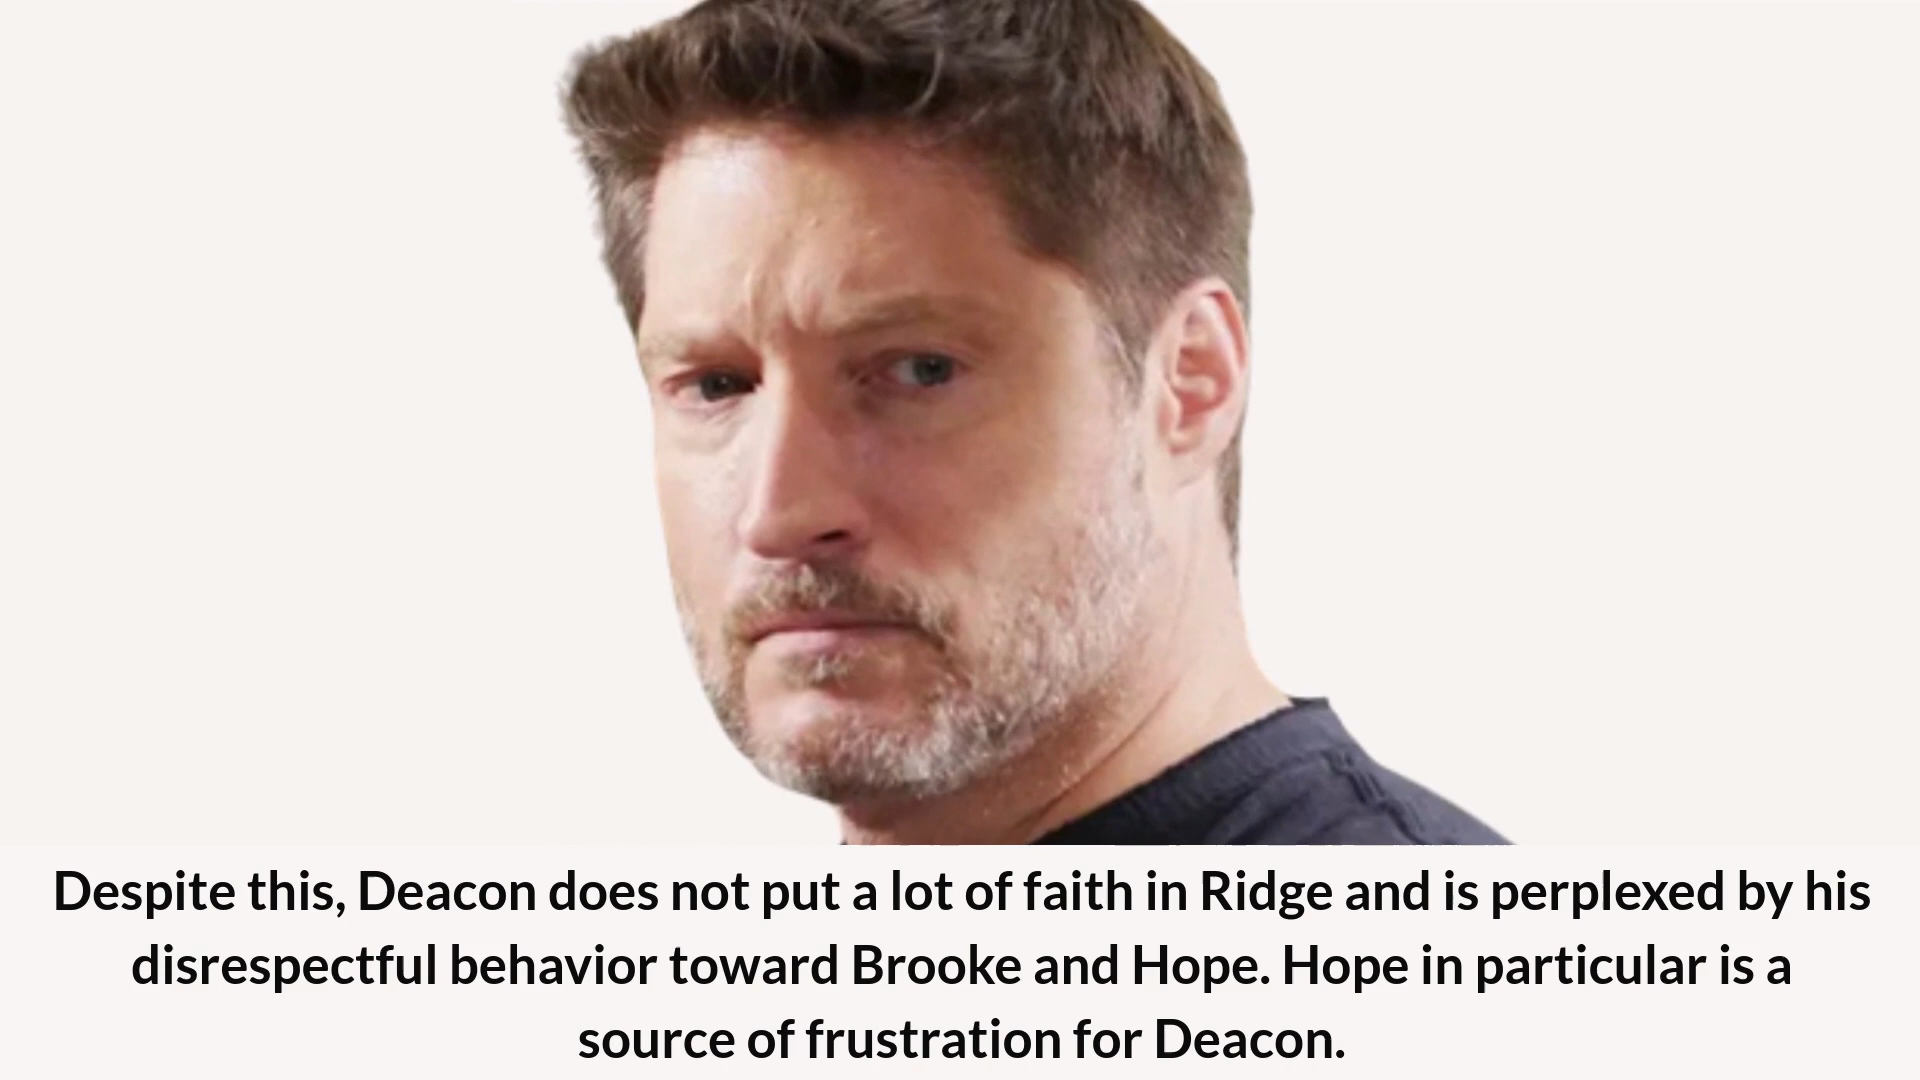 Despite this, Deacon does not put a lot of faith in Ridge and is perplexed by his
disrespectful behavior toward Brooke and Hope. Hope in particular is a
source of frustration for Deacon.